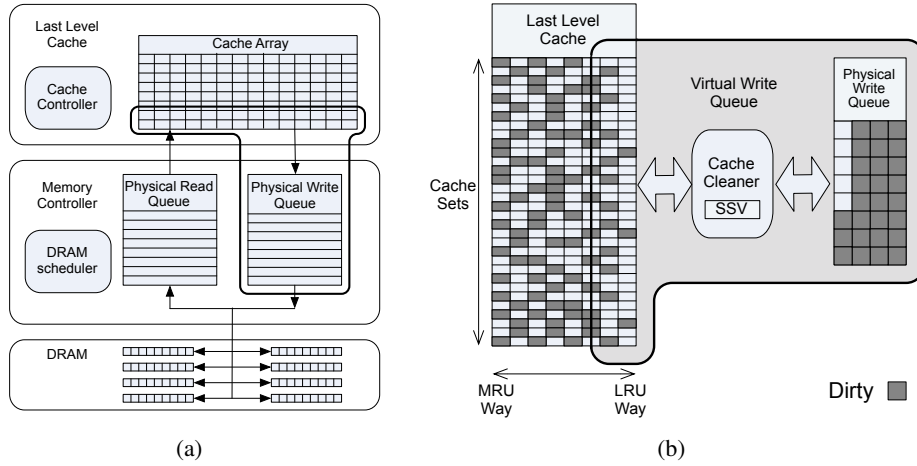 Last Level
Cache
Cache Array
Cache
Controller
Memory
Controller
Physical Read
Queue
Physical Write
Queue
DRAM
scheduler
DRAM
(a)
Last Level
Cache
Virtual Write
Queue
Physical
Write
Queue
Cache
Sets
Cache
Cleaner
SSV
MRU
Way
LRU
Way
Dirty
(b)